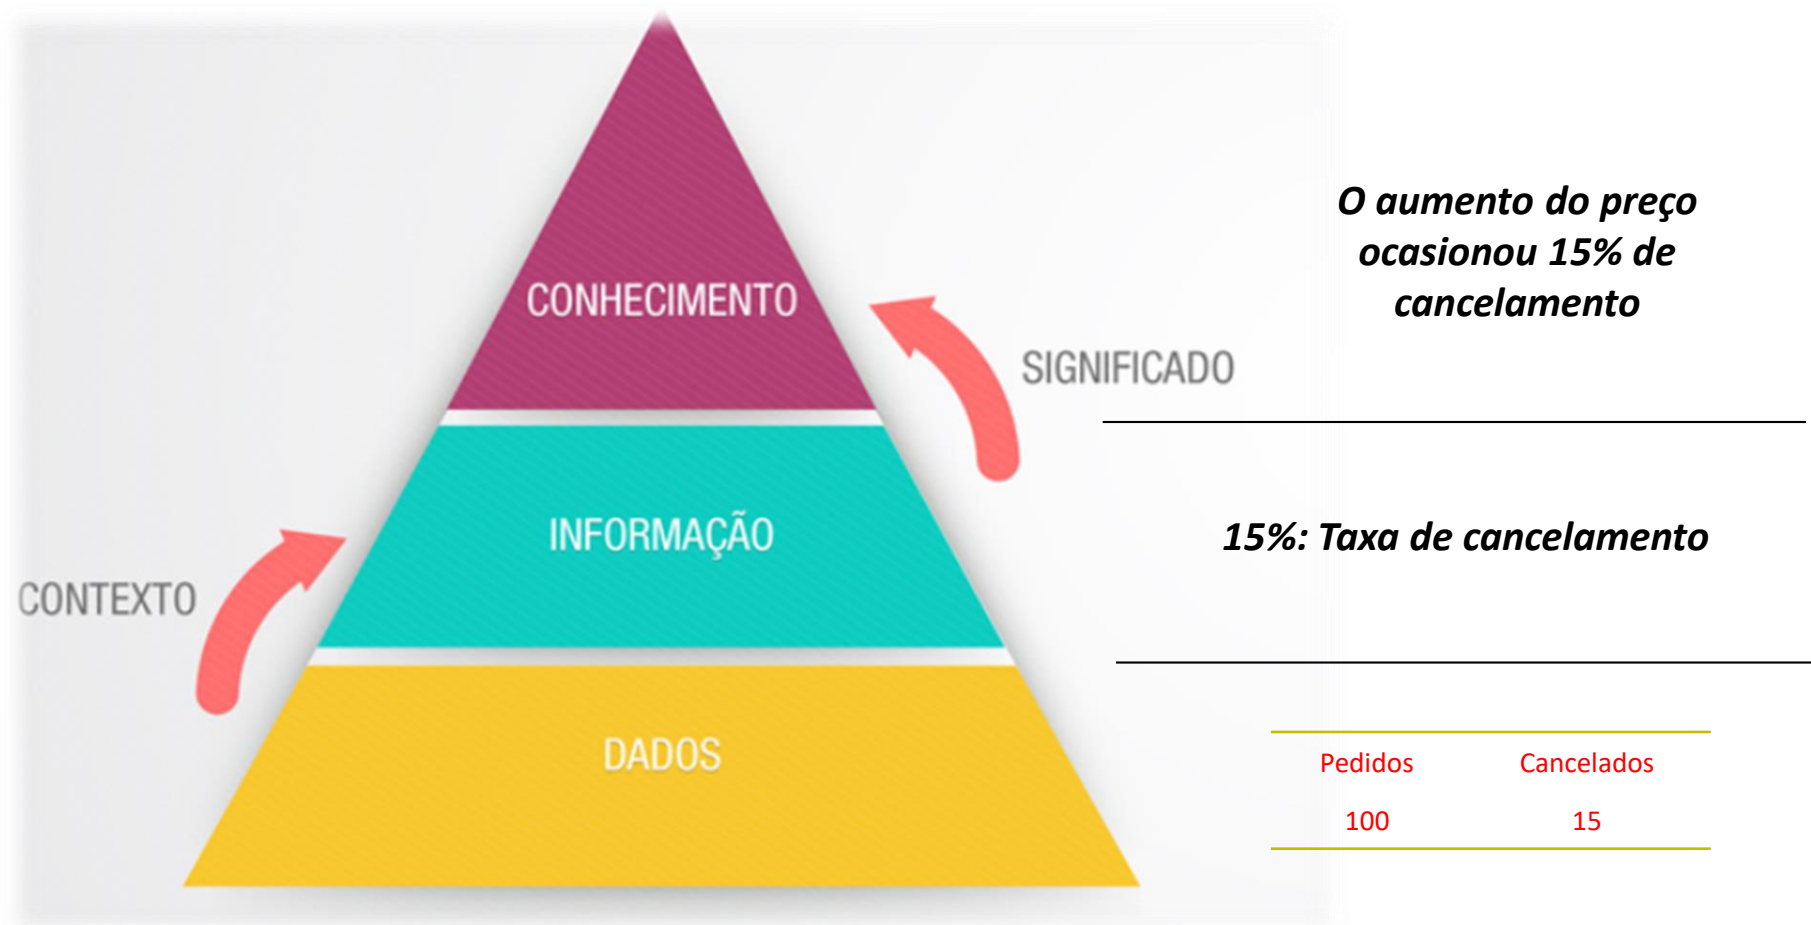 O aumento do preço
ocasionou 15% de
cancelamento
CONHECIMENTO
SIGNIFICADO
INFORMAÇÃO
15%: Taxa de cancelamento
CONTEXTO
DADOS
Pedidos Cancelados
100 15